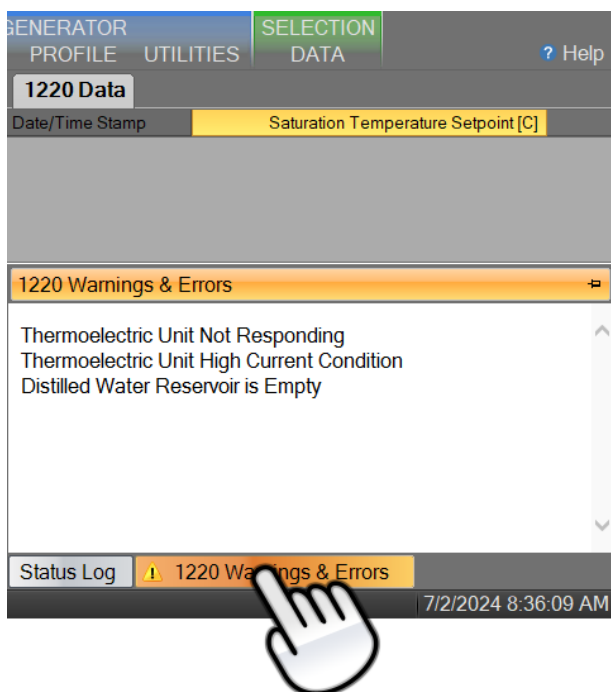 GENERATOR SELECTION
PROFILE UTILITIES DATA ? Help
1220 Data
Date/Time Stamp Saturation Temperature Setpoint [C]
1220 Warnings & Errors
Thermoelectric Unit Not Responding
Thermoelectric Unit High Current Condition
Distilled Water Reservoir is Empty
Status Log 1220 Warnings & Errors
7/2/2024 8:36:09 AM